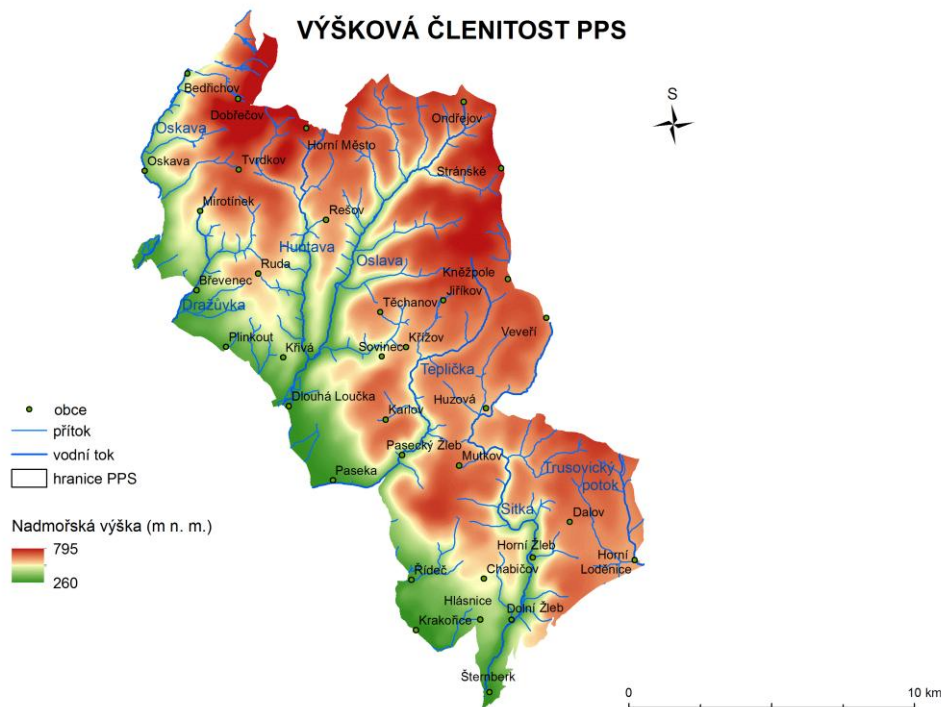 VÝŠKOVÁ ČLENITOST PPS
S
Bedřichov
Dobřečov
Ondřejov
Oskava
Horní Město
Oskava
Tvrdkov
Stránské
Mirotínek
Rešov
Huntava
Oslava
Ruda
Kněžpole
Břevenec
Jiříkov
Dražůvka
Těchanov
Veveří
Plinkout
Křivá
Sovinec
Křížov
Teplička
Dlouhá Loučka
Huzová
Karlov
Pasecký Žleb
Mutkov
Trusovický
potok
Paseka
Sitka
Dalov
Horní Žleb
Horní
Loděnice
Řídeč
Chabičov
Hlásnice
Dolní Žleb
Krakořice
Šternberk
obce
přítok
vodní tok
hranice PPS
Nadmořská výška (m n. m.)
795
260
0
10 km